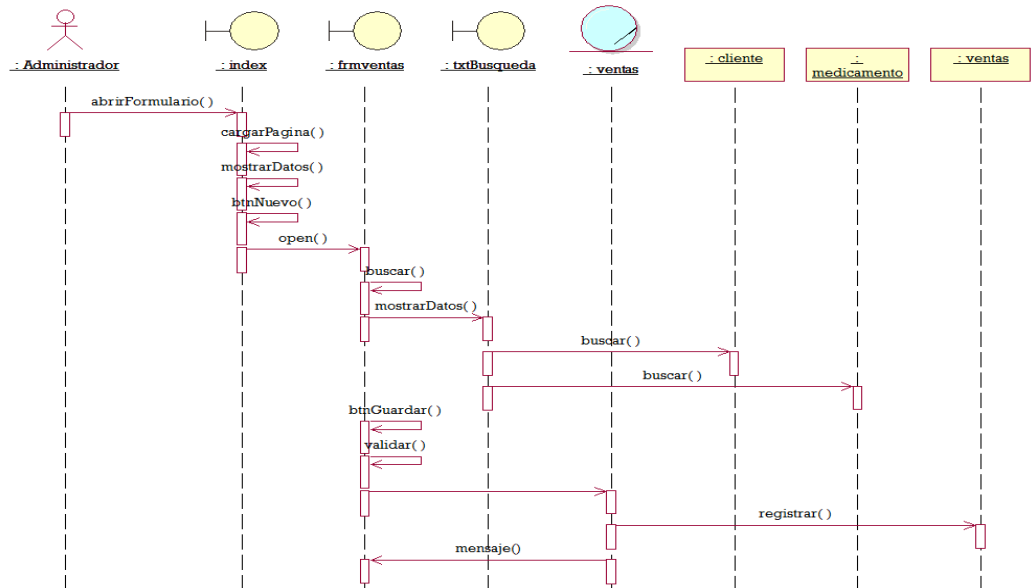 : Administrador
: index
: frmventas
: txtBusqueda
: ventas
: cliente
:
medicamento
: ventas
abrirFormulario( )
cargarPagina( )
mostrarDatos( )
btnNuevo( )
open( )
buscar( )
mostrarDatos( )
buscar( )
buscar( )
btnGuardar( )
validar( )
registrar( )
mensaje()